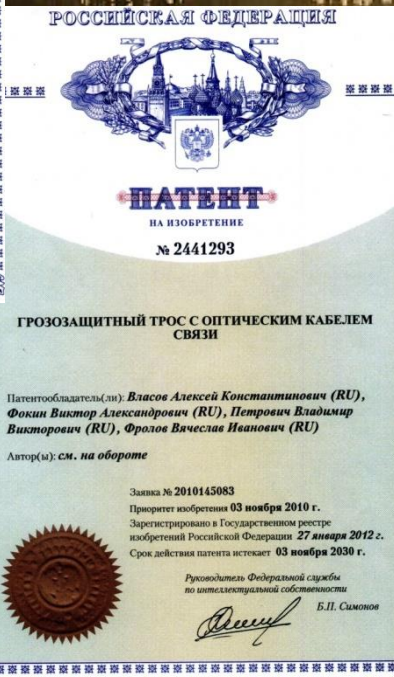 РОССИЙСКАЯ ФЕДЕРАЦИЯ
ПАТЕНТ
НА ИЗОБРЕТЕНИЕ
№ 2441293
ГРОЗОЗАЩИТНЫЙ ТРОС С ОПТИЧЕСКИМ КАБЕЛЕМ
СВЯЗИ
Патентообладатель(ли): Власов Алексей Константинович (RU),
Фокин Виктор Александрович (RU), Петрович Владимир
Викторович (RU), Фролов Вячеслав Иванович (RU)
Автор(ы): см. на обороте
Заявка № 2010145083
Приоритет изобретения 03 ноября 2010 г.
Зарегистрировано в Государственном реестре
изобретений Российской Федерации 27 января 2012 г.
Срок действия патента истекает 03 ноября 2030 г.
Руководитель Федеральной службы
по интеллектуальной собственности
Б.П. Симонов